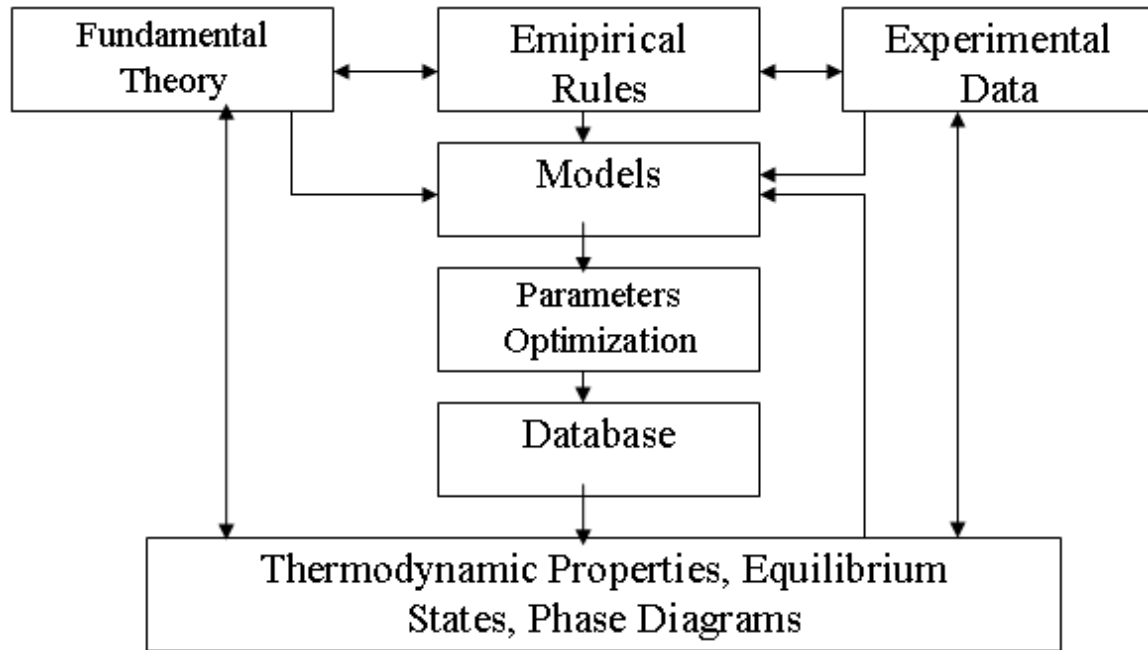 Fundamental
Theory
Emipirical
Rules
Experimental
Data
Models
Parameters
Optimization
Database
Thermodynamic Properties, Equilibrium
States, Phase Diagrams